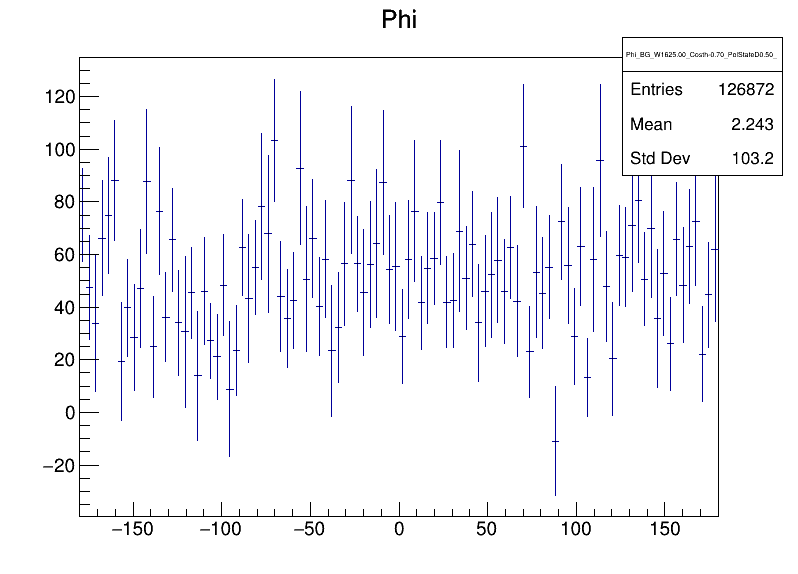 Phi
Phi_BG_W1625.00_Costh-0.70_PolStateD0.50_
Entries 126872
Mean 2.243
Std Dev 103.2
120
100
80
60
40
20
0
−20
−150 −100 −50 0 50 100 150